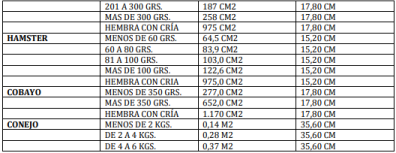 201 A 300 GRS. 187 CM2 17,80 CM
MAS DE 300 GRS. 258 CM2 17,80 CM
HEMBRA CON CRÍA 975 CM2 17,80 CM
HAMSTER MENOS DE 60 GRS. 64,5 CM2 15,20 CM
60 A 80 GRS. 83,9 CM2 15,20 CM
81 A 100 GRS. 103,0 CM2 15,20 CM
MAS DE 100 GRS. 122,6 CM2 15,20 CM
HEMBRA CON CRIA 975,0 CM2 15,20 CM
COBAYO MENOS DE 350 GRS. 277,0 CM2 17,80 CM
MAS DE 350 GRS. 652,0 CM2 17,80 CM
HEMBRA CON CRÍA 1.170 CM2 17,80 CM
CONEJO MENOS DE 2 KGS. 0,14 M2 35,60 CM
DE 2 A 4 KGS. 0,28 M2 35,60 CM
DE 4 A 6 KGS. 0,37 M2 35,60 CM